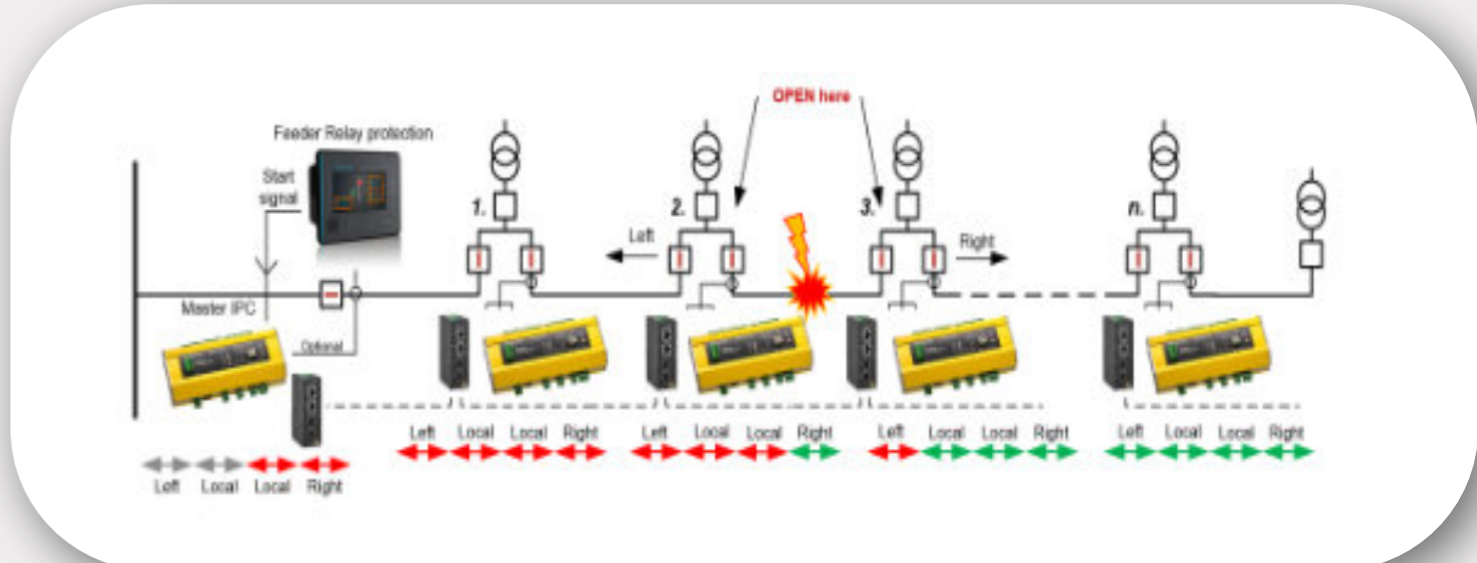 OPEN here
Feeder Relay protection
Start
signal
1.
2.
3.
n.
Left
Right
Master IPC
Optional
Left Local Local Right
Left Local Local Right
Left Local Local Right
Left Local Local Right
Left Local Local Right